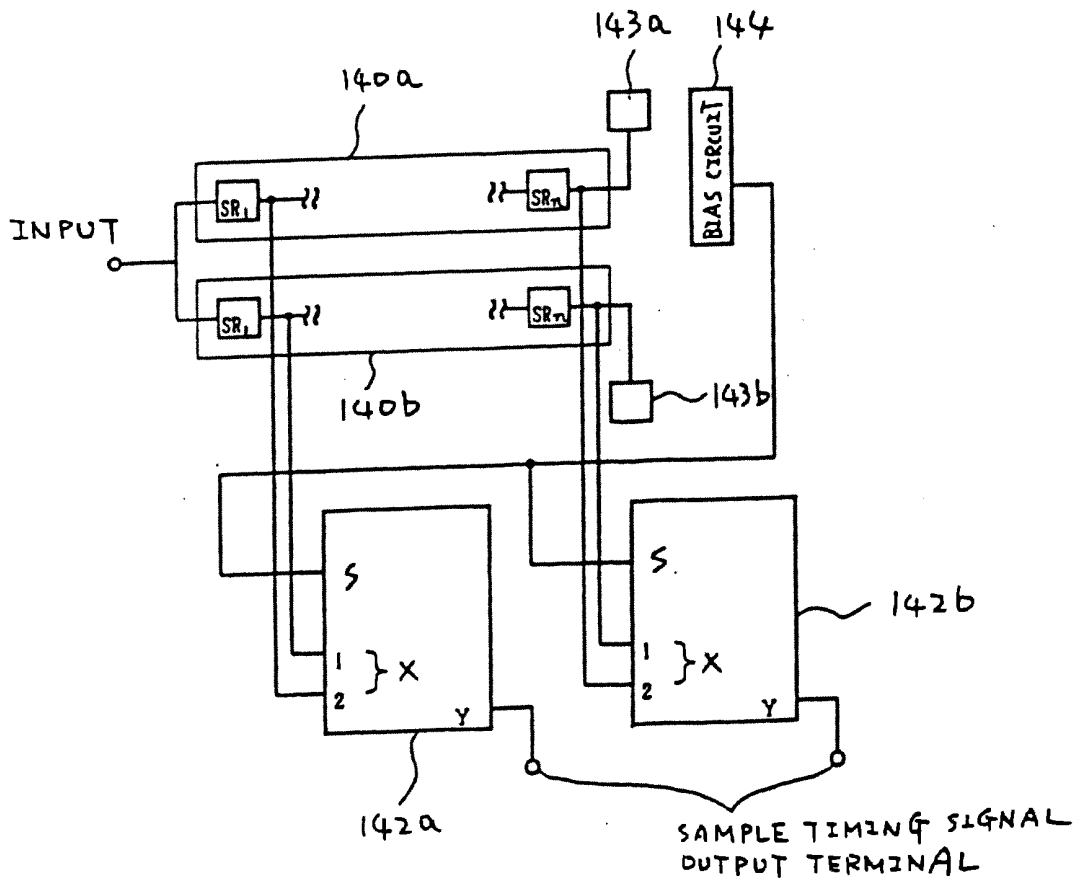 143a
144
140a
BIAS CIRCUIT
SR1
SRn
INPUT
SR1
SRn
140b
143b
S
S
142b
1
2
} X
1
2
} X
Y
Y
142a
SAMPLE TIMING SIGNAL
OUTPUT TERMINAL